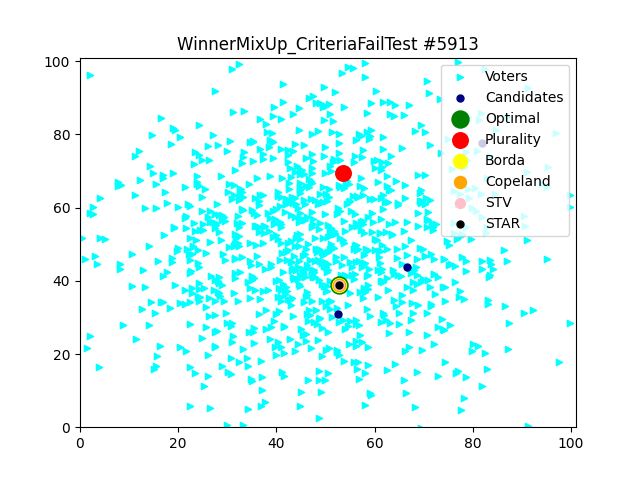 WinnerMixUp_CriteriaFailTest #5913
100
80
60
40
20
0
0
20
40
60
80
100
Voters
Candidates
Optimal
Plurality
Borda
Copeland
STV
STAR